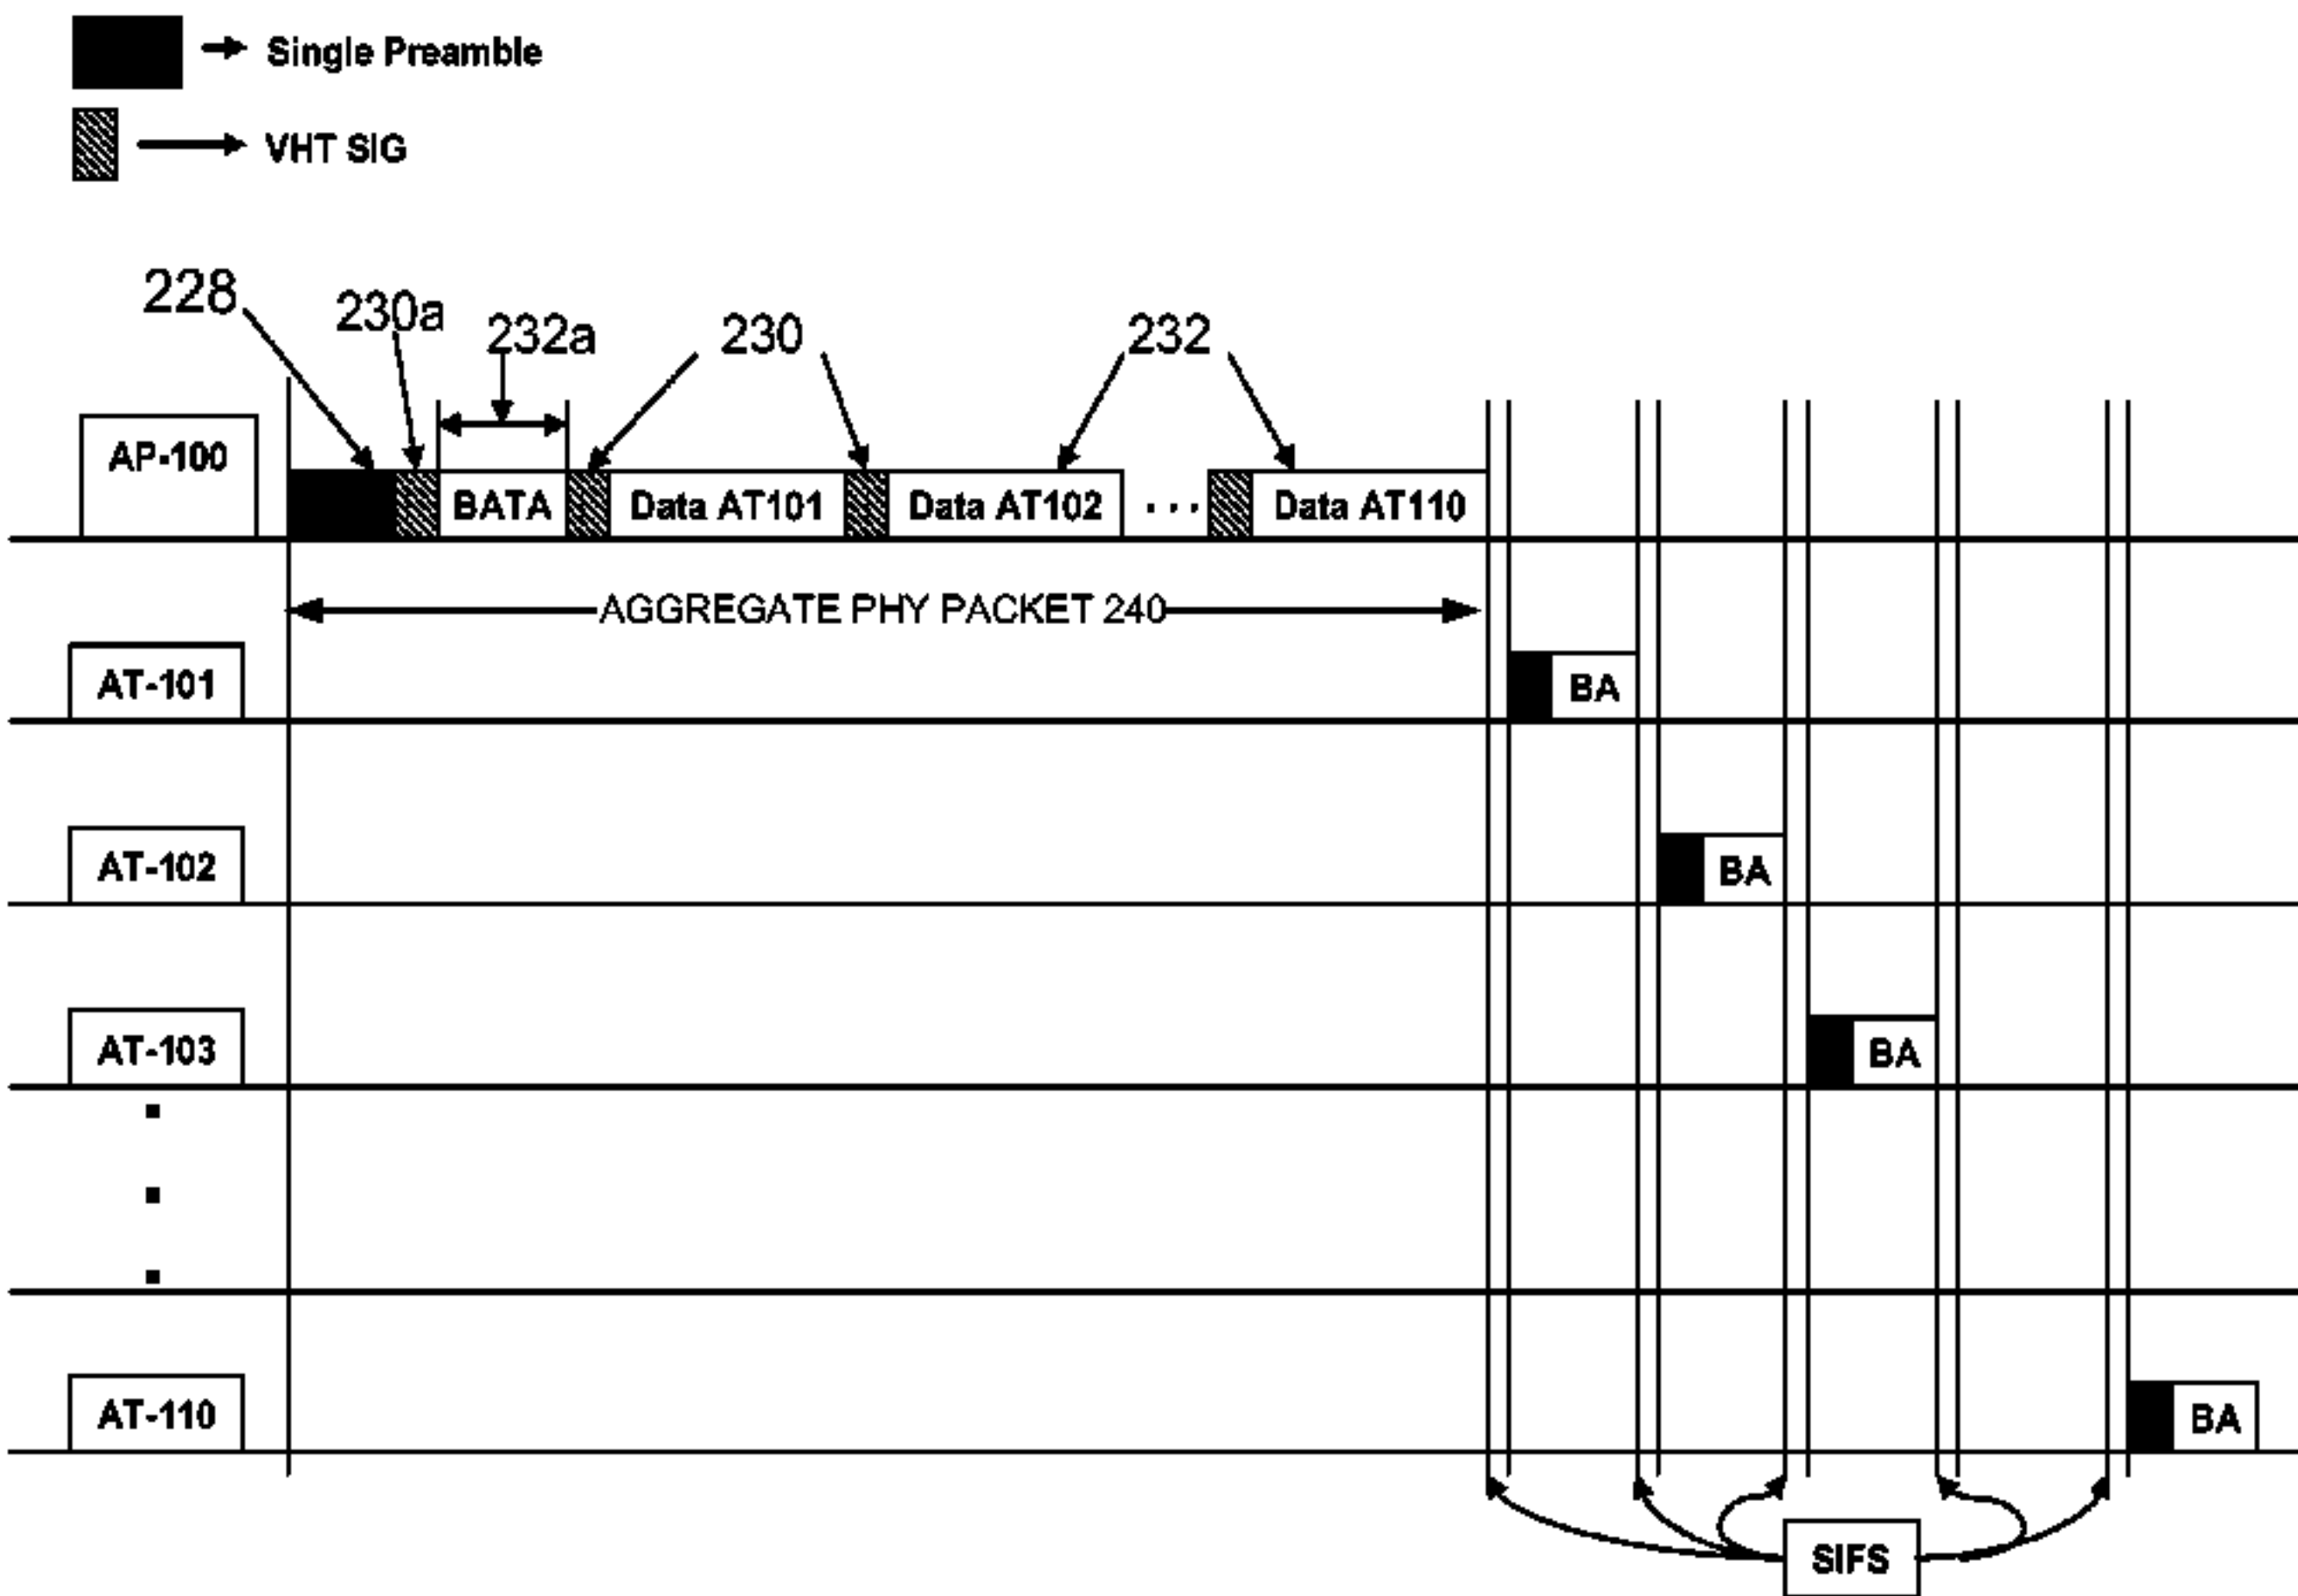 Single Preamble
VHT SIG
228
230a
232a
230
232
AP-100
BATA
Data AT101
Data AT102
...
Data AT110
AGGREGATE PHY PACKET 240
AT-101
BA
AT-102
BA
AT-103
BA
AT-110
BA
SIFS